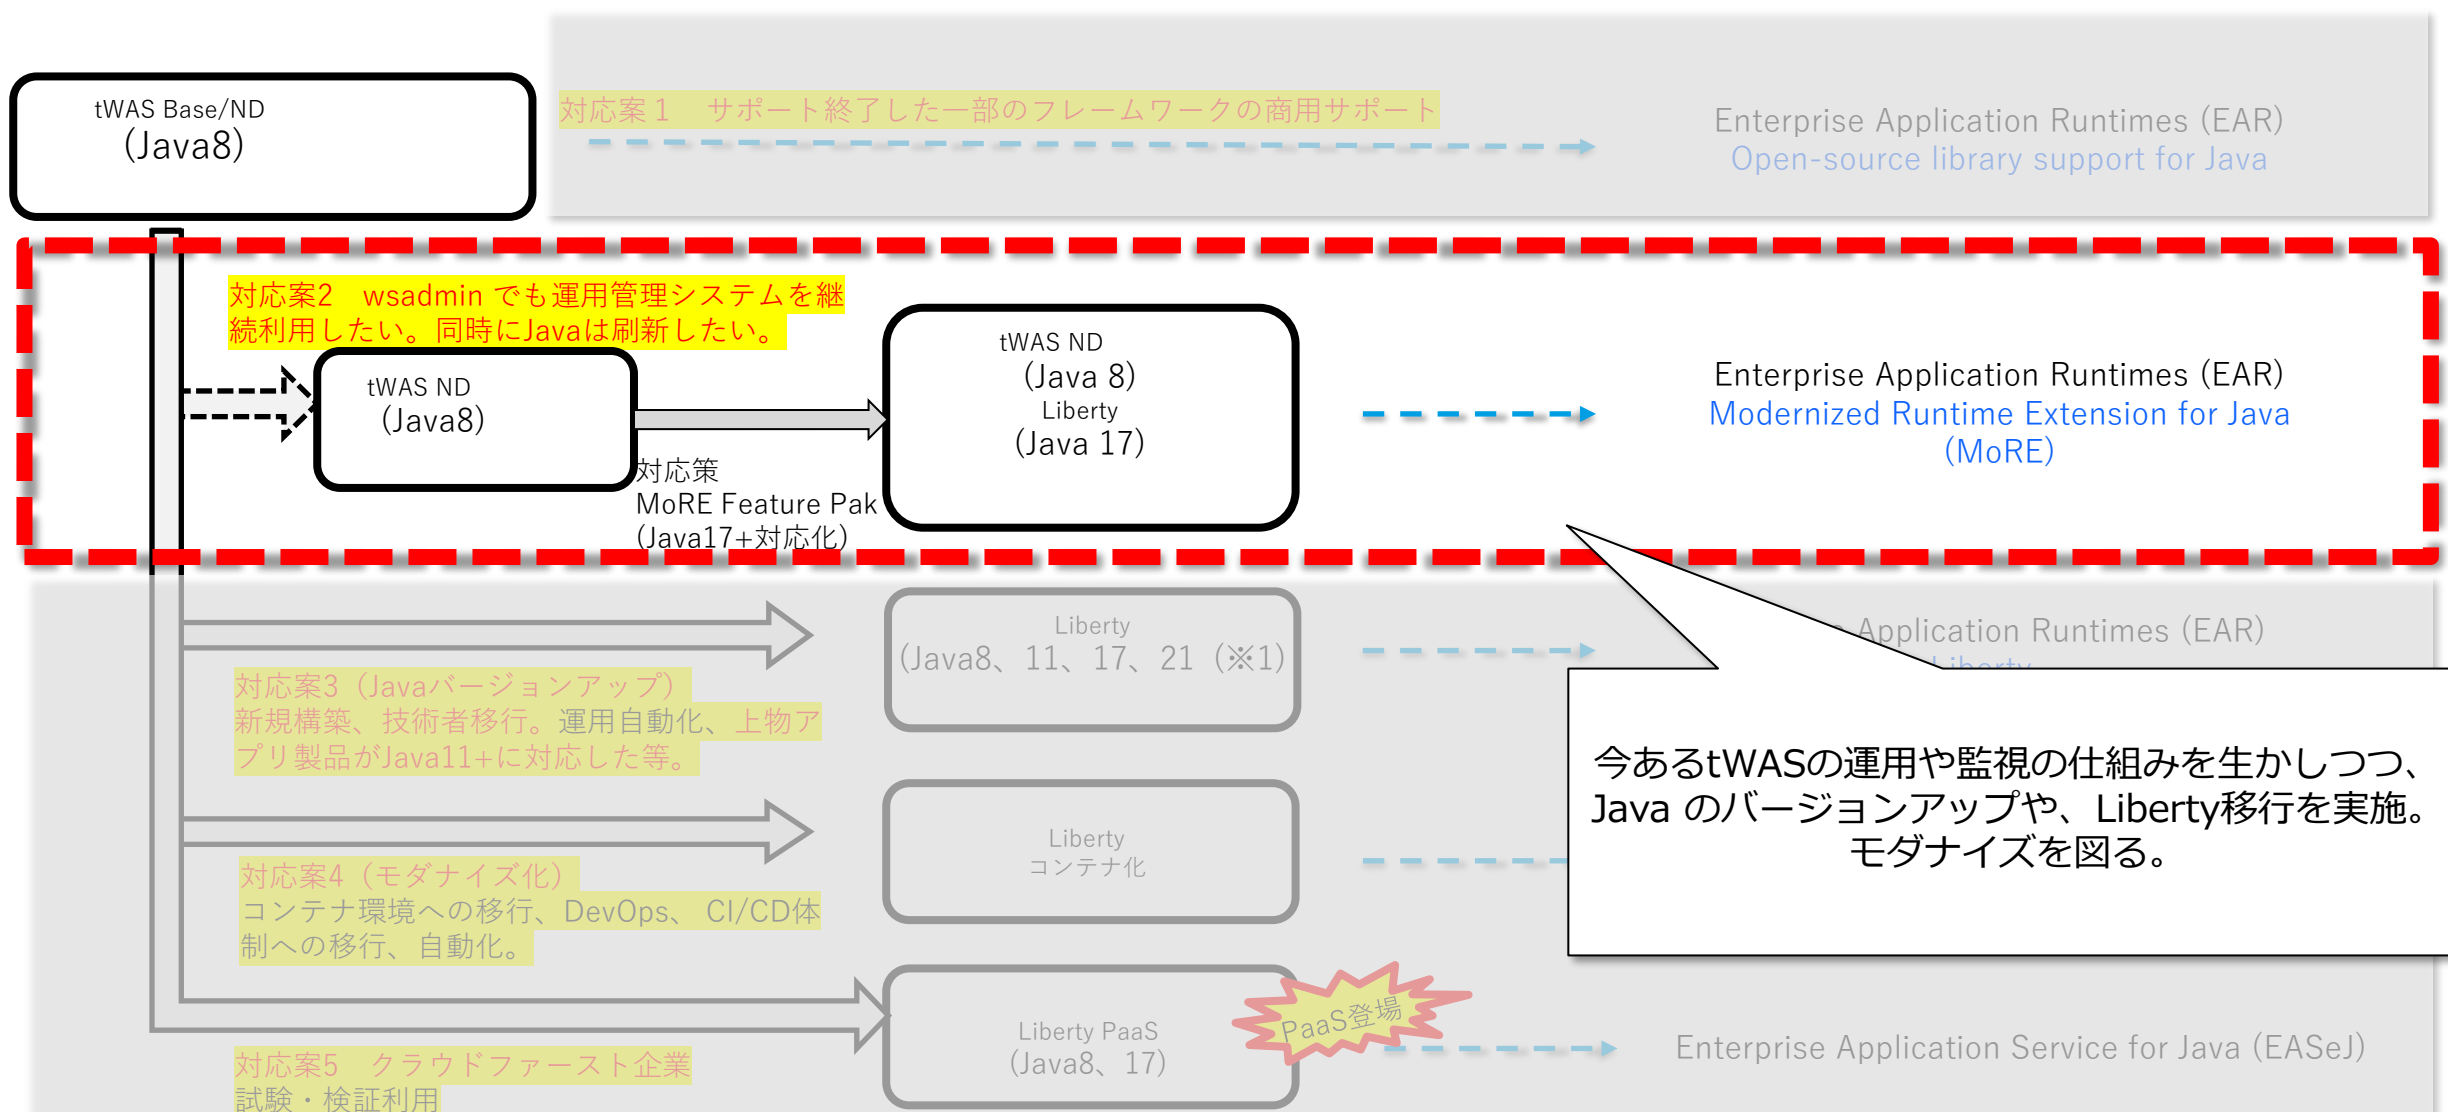 tWAS Base/ND
(Java8)
対応案１　サポート終了した一部のフレームワークの商用サポート
Enterprise Application Runtimes (EAR)
Open-source library support for Java
対応案2　wsadmin でも運用管理システムを継
続利用したい。同時にJavaは刷新したい。
tWAS ND
(Java8)
対応策
MoRE Feature Pak
(Java17+対応化)
tWAS ND
(Java 8)
Liberty
(Java 17)
Enterprise Application Runtimes (EAR)
Modernized Runtime Extension for Java
(MoRE)
対応案3（Javaバージョンアップ）
新規構築、技術者移行。運用自動化、上物ア
プリ製品がJava11+に対応した等。
Liberty
(Java8、11、17、21（※1)
Application Runtimes (EAR)
Liberty
今あるtWASの運用や監視の仕組みを生かしつつ、
Java のバージョンアップや、Liberty移行を実施。
モダナイズを図る。
対応案4（モダナイズ化）
コンテナ環境への移行、DevOps、 CI/CD体
制への移行、自動化。
Liberty
コンテナ化
対応案5　クラウドファースト企業
試験・検証利用
Liberty PaaS
(Java8、17)
PaaS登場
Enterprise Application Service for Java (EASeJ)